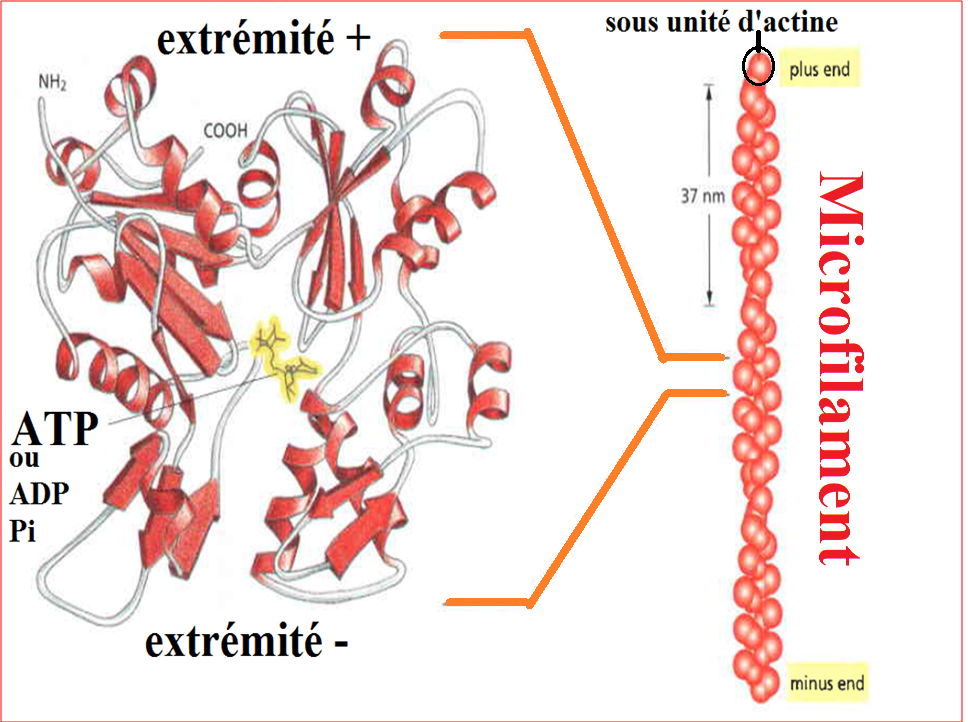 extrémité +
NH₂
COOH
ATP
ou
ADP
Pi
extrémité -
sous unité d'actine
plus end
37 nm
Microfilament
minus end